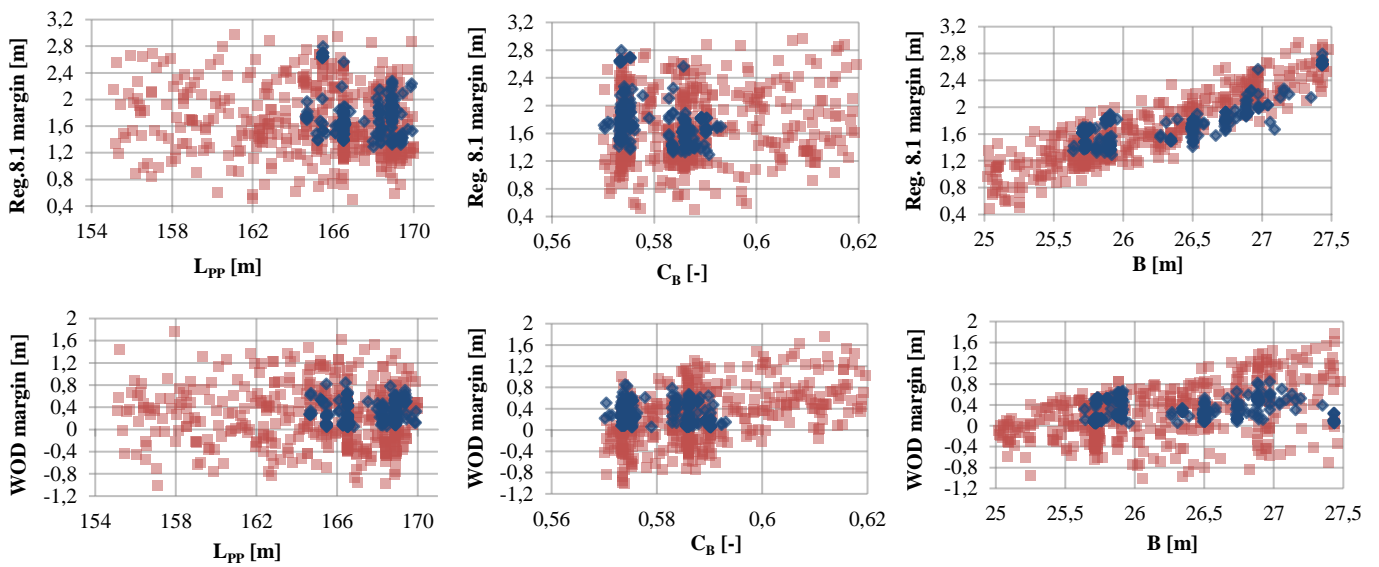 3,2
2,8
2,4
2
1,6
1,2
0,8
0,4
Reg.8.1 margin [m]
154 158 162 166 170
L_PP [m]
3,2
2,8
2,4
2
1,6
1,2
0,8
0,4
Reg. 8.1 margin [m]
0,56 0,58 0,6 0,62
C_B [-]
3,2
2,8
2,4
2
1,6
1,2
0,8
0,4
Reg. 8.1 margin [m]
25 25,5 26 26,5 27 27,5
B [m]
2
1,6
1,2
0,8
0,4
0
-0,4
-0,8
-1,2
WOD margin [m]
154 158 162 166 170
L_PP [m]
2
1,6
1,2
0,8
0,4
0
-0,4
-0,8
-1,2
WOD margin [m]
0,56 0,58 0,6 0,62
C_B [-]
2
1,6
1,2
0,8
0,4
0
-0,4
-0,8
-1,2
WOD margin [m]
25 25,5 26 26,5 27 27,5
B [m]